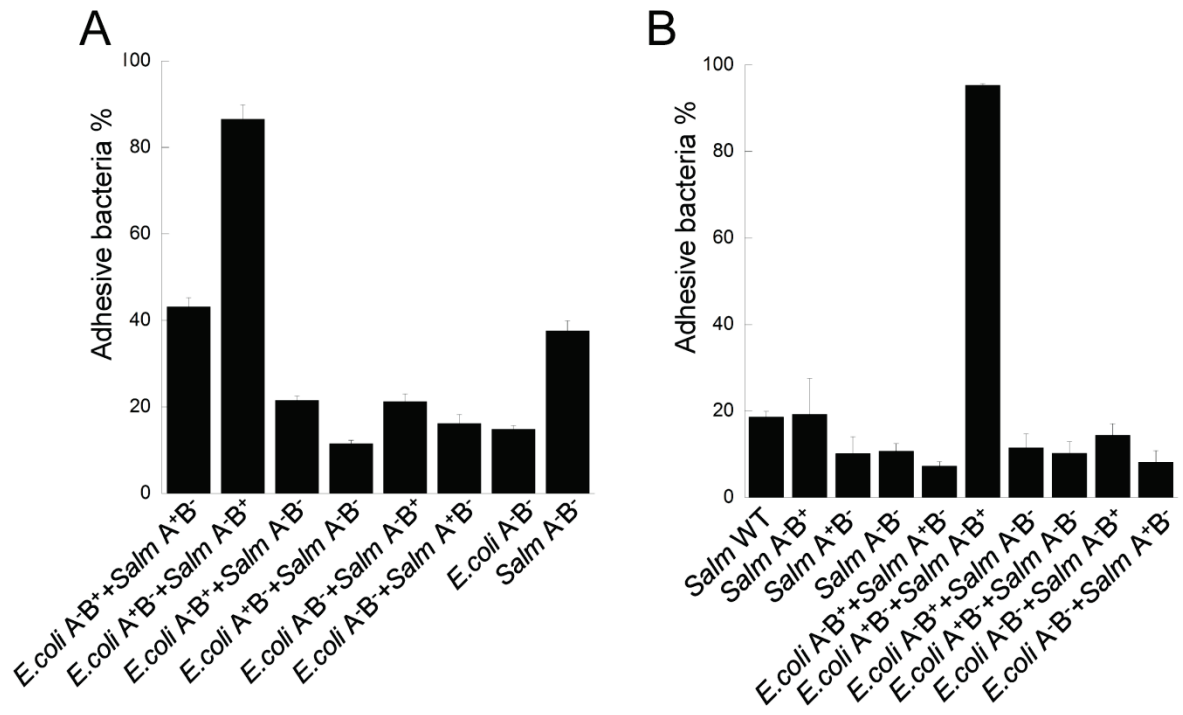 A
Adhesive bacteria %
100
80
60
40
20
0
E.coli A⁻B⁺+Salm A⁺B⁻
E.coli A⁺B⁻+Salm A⁻B⁺
E.coli A⁻B⁺+Salm A⁻B⁻
E.coli A⁺B⁻+Salm A⁻B⁻
E.coli A⁻B⁻+Salm A⁻B⁺
E.coli A⁻B⁻+Salm A⁺B⁻
E.coli A⁻B⁻
Salm A⁻B⁻
B
Adhesive bacteria %
100
80
60
40
20
0
Salm WT
Salm A⁻B⁺
Salm A⁺B⁻
Salm A⁻B⁻
E.coli A⁻B⁺+Salm A⁺B⁻
E.coli A⁺B⁻+Salm A⁻B⁺
E.coli A⁻B⁺+Salm A⁻B⁻
E.coli A⁺B⁻+Salm A⁻B⁻
E.coli A⁻B⁻+Salm A⁻B⁺
E.coli A⁻B⁻+Salm A⁺B⁻